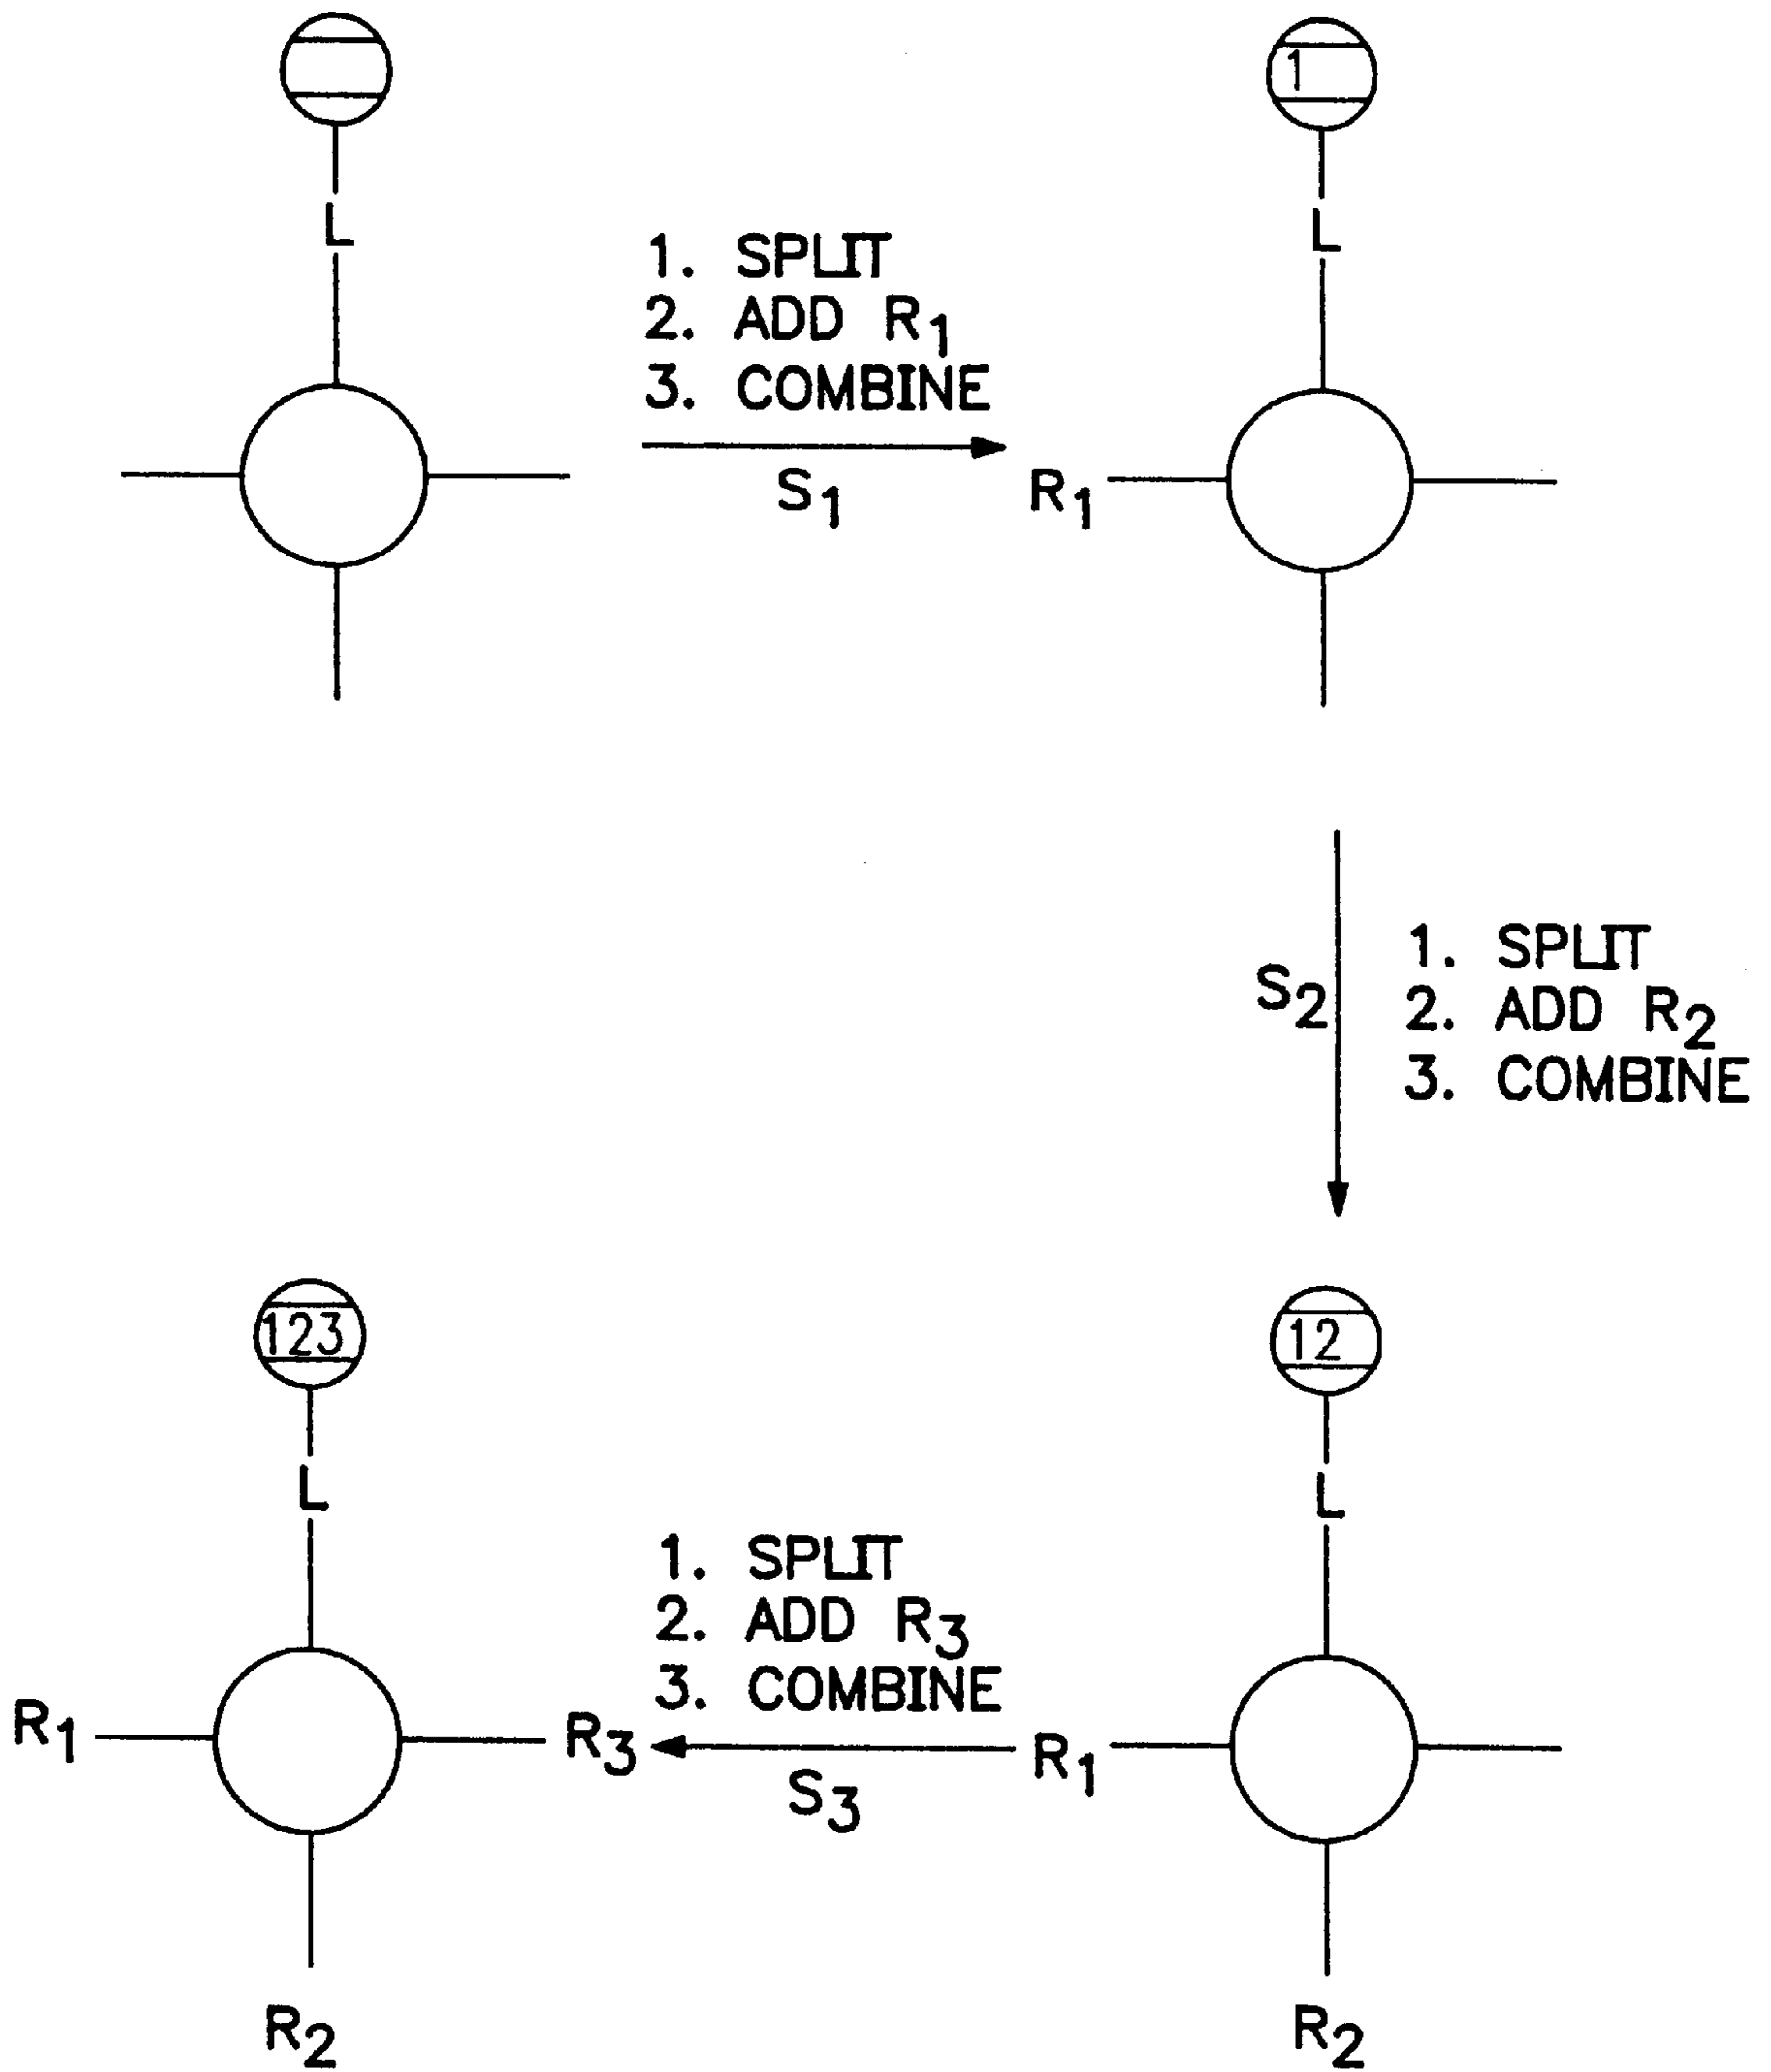 1
L
L
1. SPLIT
2. ADD R₁
3. COMBINE
S₁
R₁
S₂
1. SPLIT
2. ADD R₂
3. COMBINE
123
12
L
L
1. SPLIT
2. ADD R₃
3. COMBINE
R₁
R₃
S₃
R₁
R₂
R₂